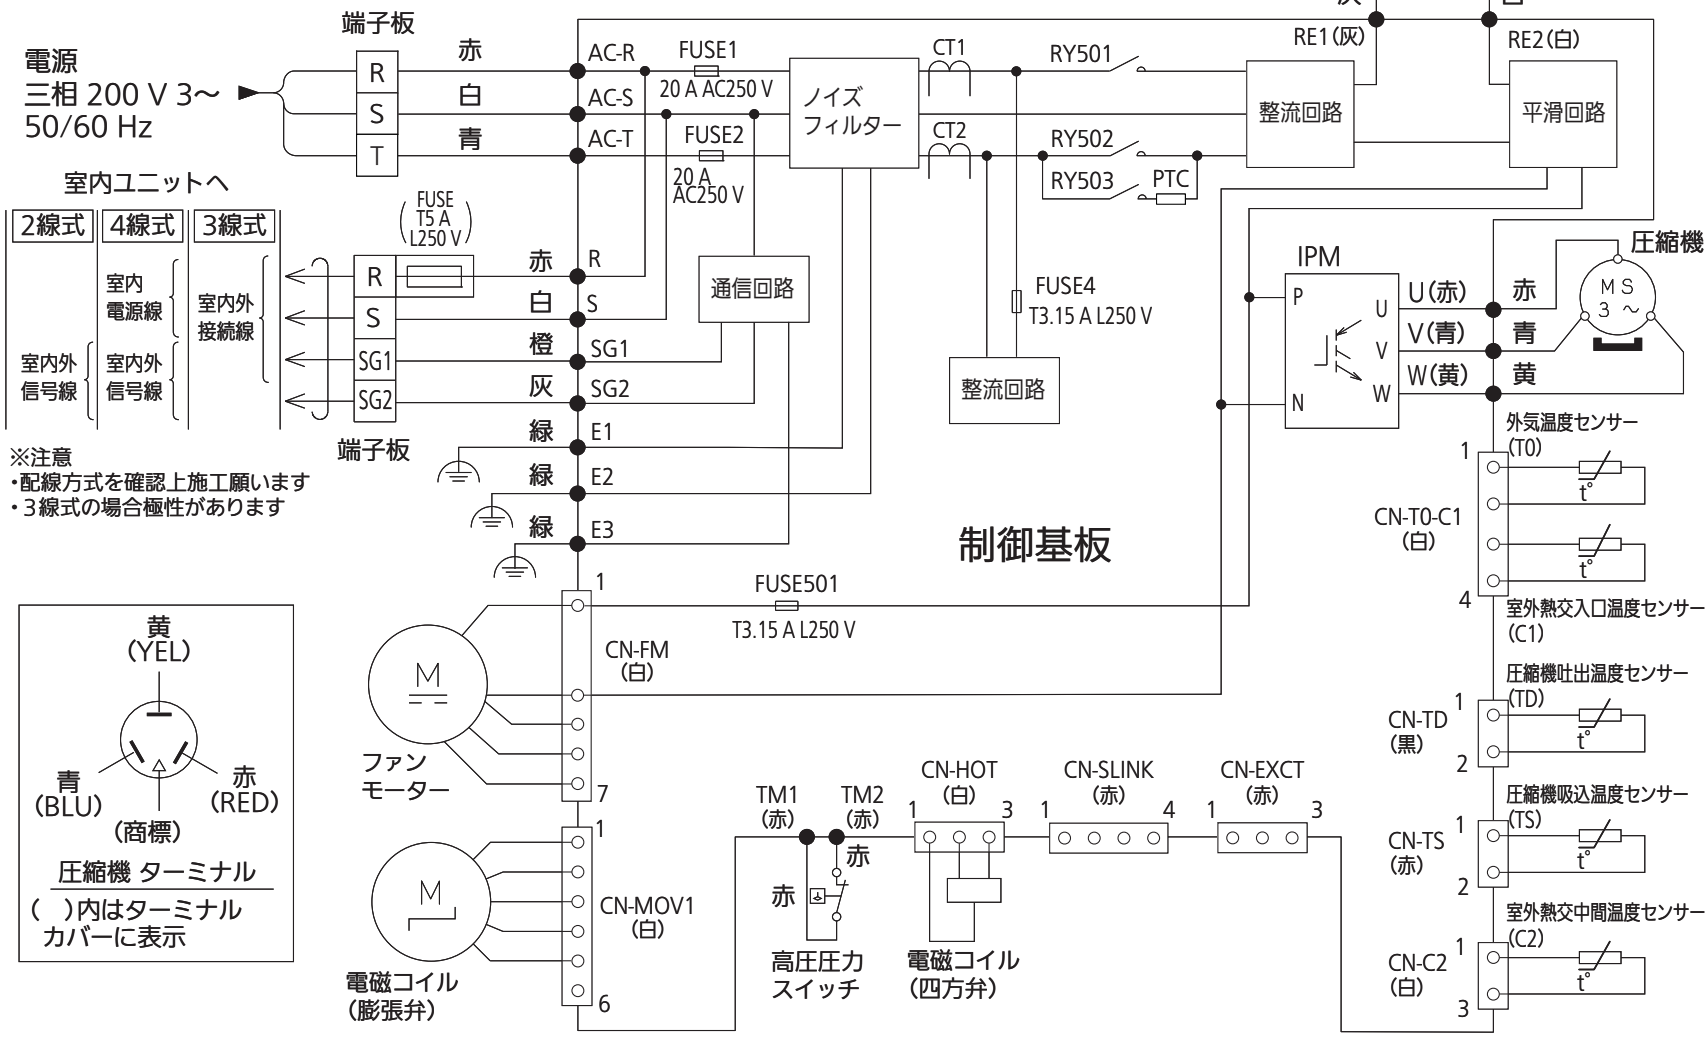 端子板
電源
三相 200 V 3～
50/60 Hz
R
S
T
赤
白
青
AC-R
AC-S
AC-T
FUSE1
20 A AC250 V
FUSE2
20 A
AC250 V
ノイズ
フィルター
CT1
CT2
RY501
RY502
RY503
PTC
整流回路
RE1(灰)
RE2(白)
平滑回路
室内ユニットへ
2線式
4線式
3線式
室内
電源線
室内外
接続線
室内外
信号線
室内外
信号線
(FUSE
T5 A
L250 V)
R
S
SG1
SG2
端子板
赤
白
橙
灰
緑
緑
緑
R
S
SG1
SG2
E1
E2
E3
通信回路
FUSE4
T3.15 A L250 V
整流回路
IPM
P
N
U
V
W
U(赤)
V(青)
W(黄)
赤
青
黄
圧縮機
M S
3 ～
※注意
・配線方式を確認上施工願います
・3線式の場合極性があります
制御基板
外気温度センサー
(T0)
1
t°
CN-T0-C1
(白)
t°
4
室外熱交入口温度センサー
(C1)
圧縮機吐出温度センサー
(TD)
1
CN-TD
(黒)
t°
2
圧縮機吸込温度センサー
(TS)
1
CN-TS
(赤)
t°
2
室外熱交中間温度センサー
(C2)
1
CN-C2
(白)
t°
3
1
FUSE501
T3.15 A L250 V
CN-FM
(白)
M
ファン
モーター
7
1
M
CN-MOV1
(白)
電磁コイル
(膨張弁)
6
TM1
(赤)
TM2
(赤)
赤
赤
高圧圧力
スイッチ
CN-HOT
(白)
1
3
電磁コイル
(四方弁)
CN-SLINK
(赤)
1
4
CN-EXCT
(赤)
1
3
黄
(YEL)
青
(BLU)
赤
(RED)
(商標)
圧縮機 ターミナル
(　)内はターミナル
カバーに表示